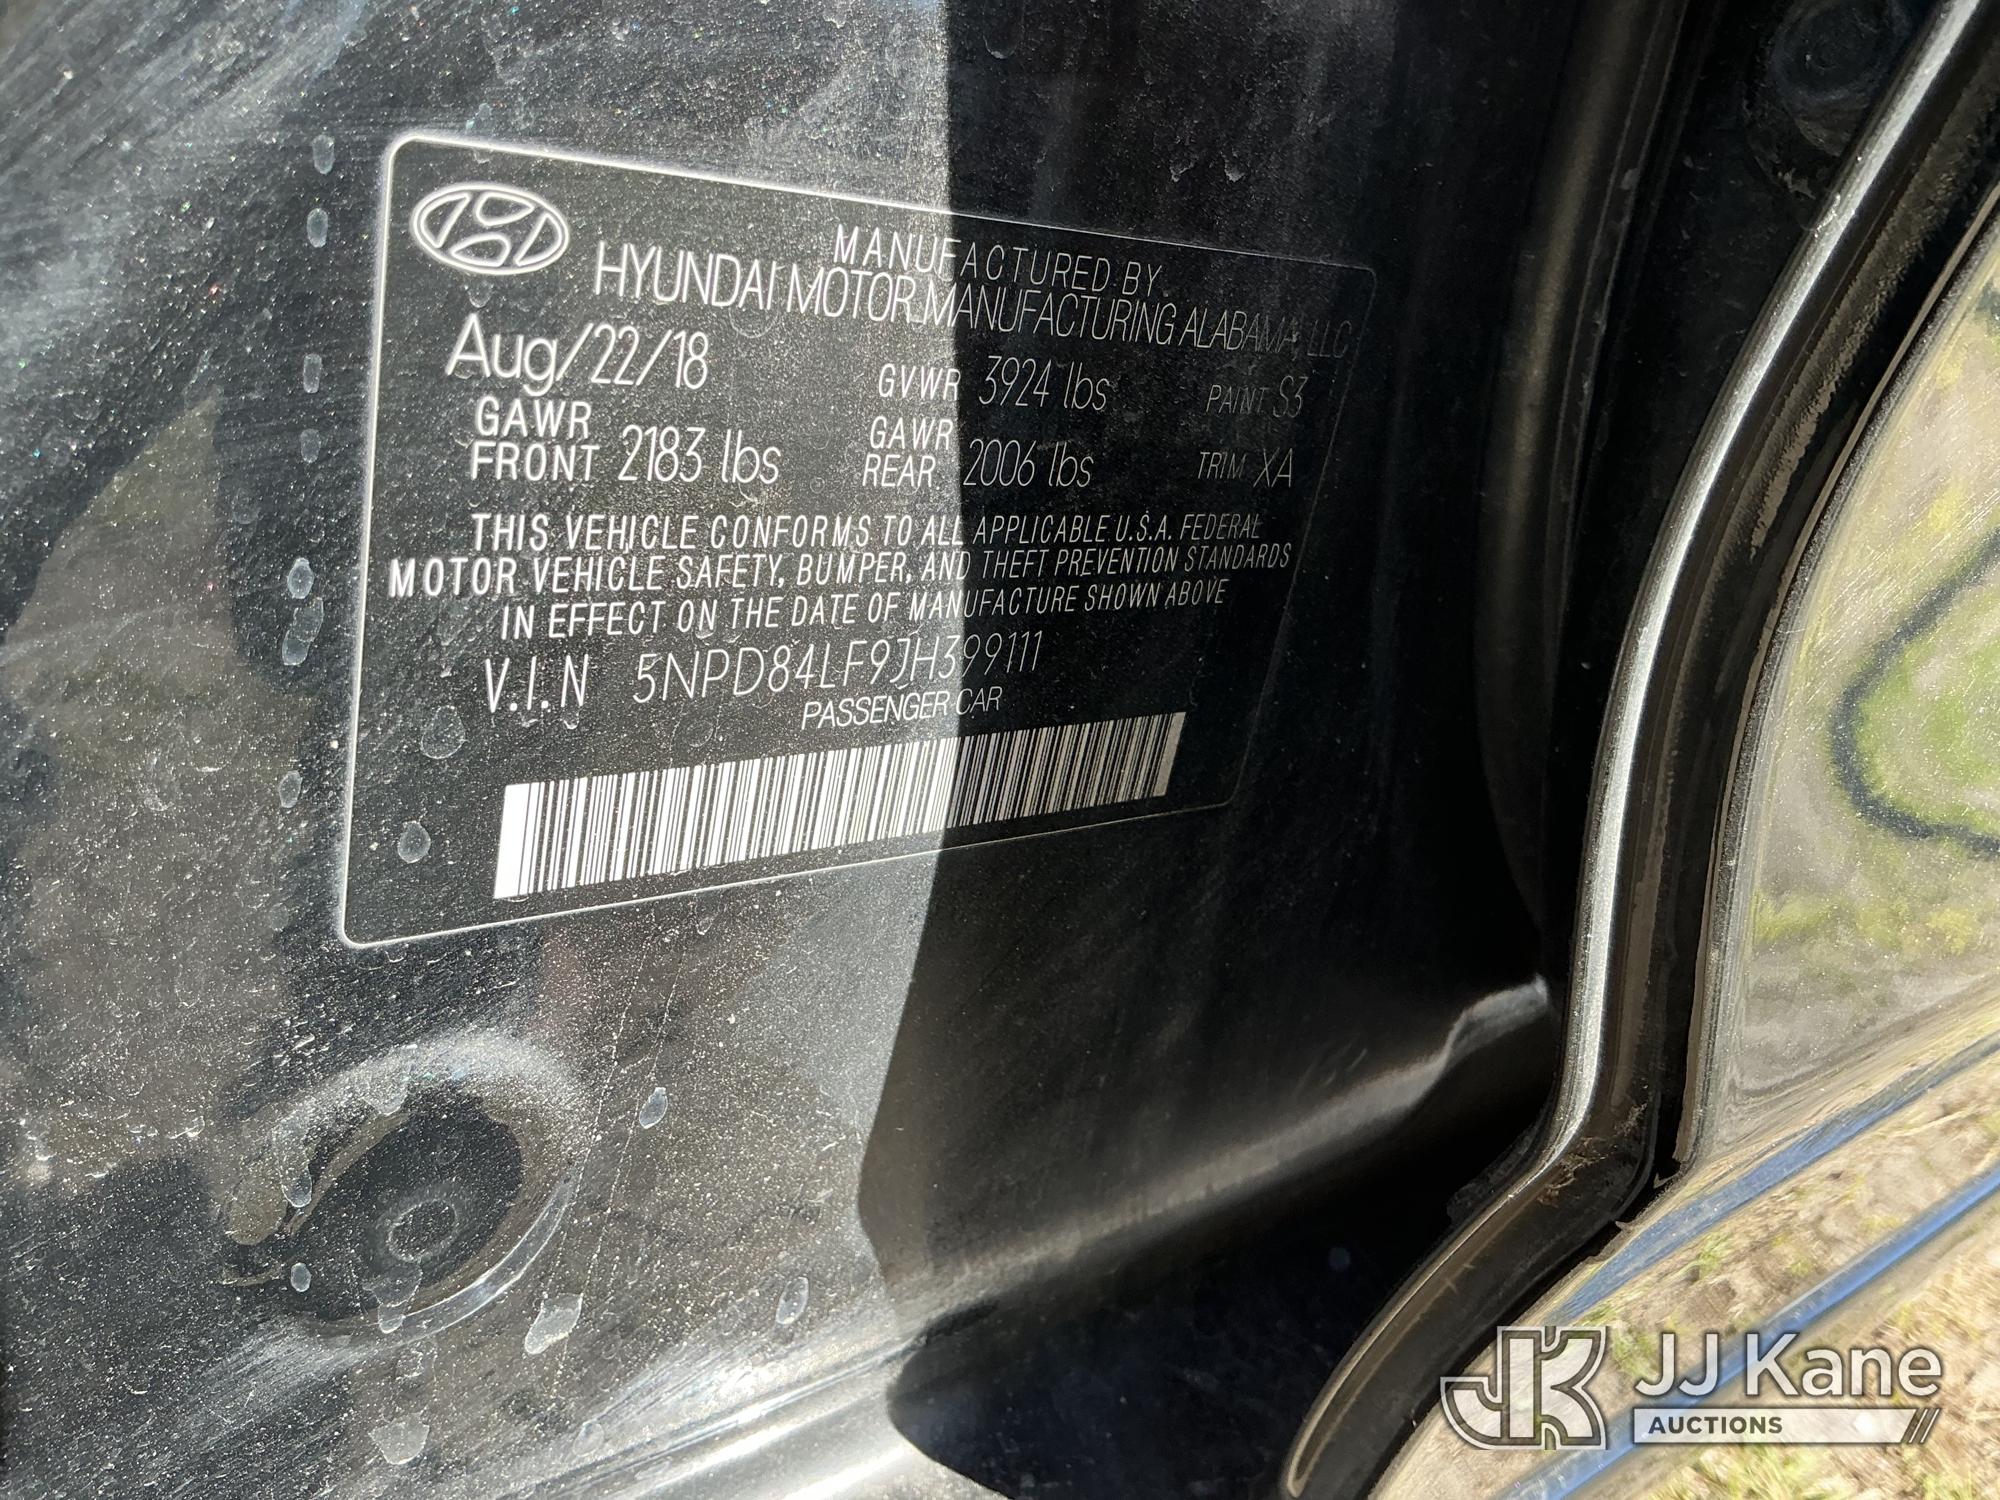 MANUFACTURED BY
HYUNDAI MOTOR MANUFACTURING ALABAMA, LLC
Aug/22/18 GVWR 3924 lbs PAINT S3
GAWR FRONT 2183 lbs GAWR REAR 2006 lbs TRIM XA
THIS VEHICLE CONFORMS TO ALL APPLICABLE U.S.A. FEDERAL
MOTOR VEHICLE SAFETY, BUMPER, AND THEFT PREVENTION STANDARDS
IN EFFECT ON THE DATE OF MANUFACTURE SHOWN ABOVE
V.I.N 5NPD84LF9JH399111
PASSENGER CAR
JK JJ Kane
AUCTIONS